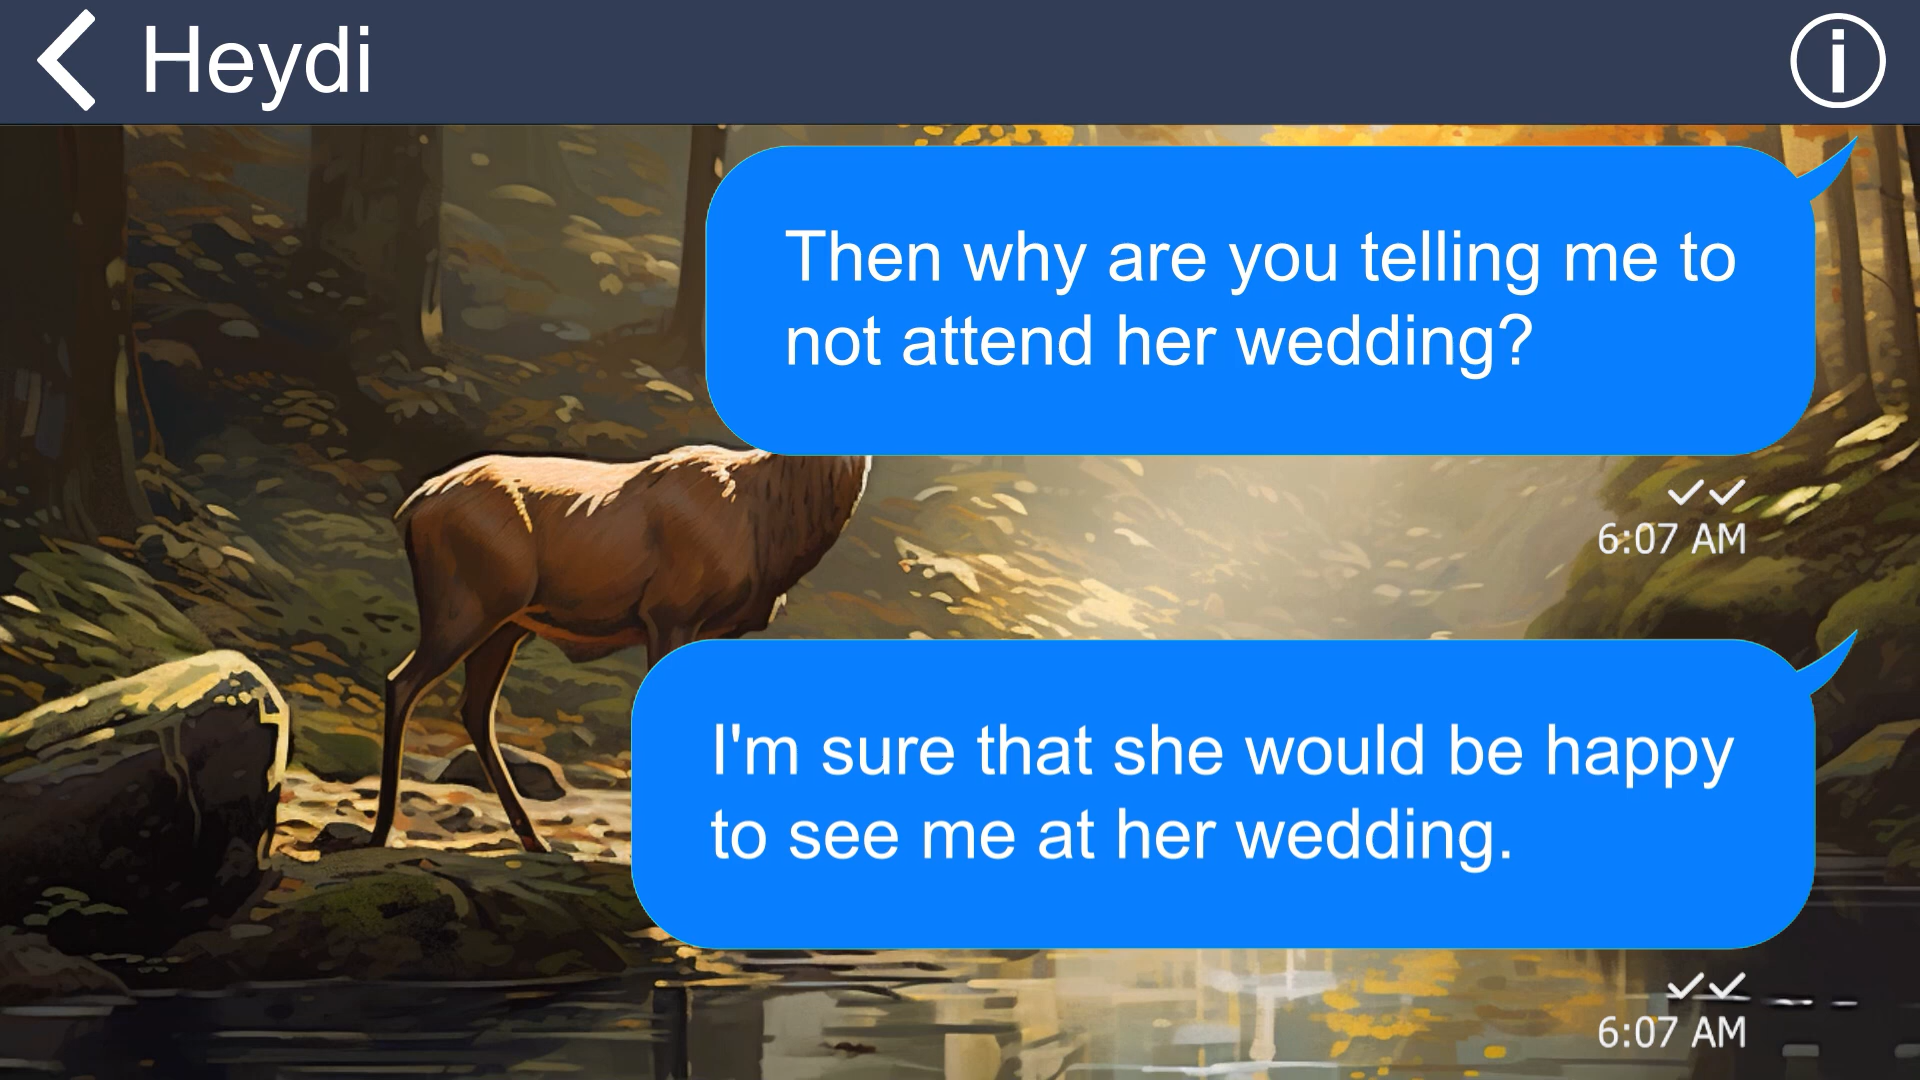 Heydi
Then why are you telling me to
not attend her wedding?
6:07 AM
I'm sure that she would be happy
to see me at her wedding.
6:07 AM